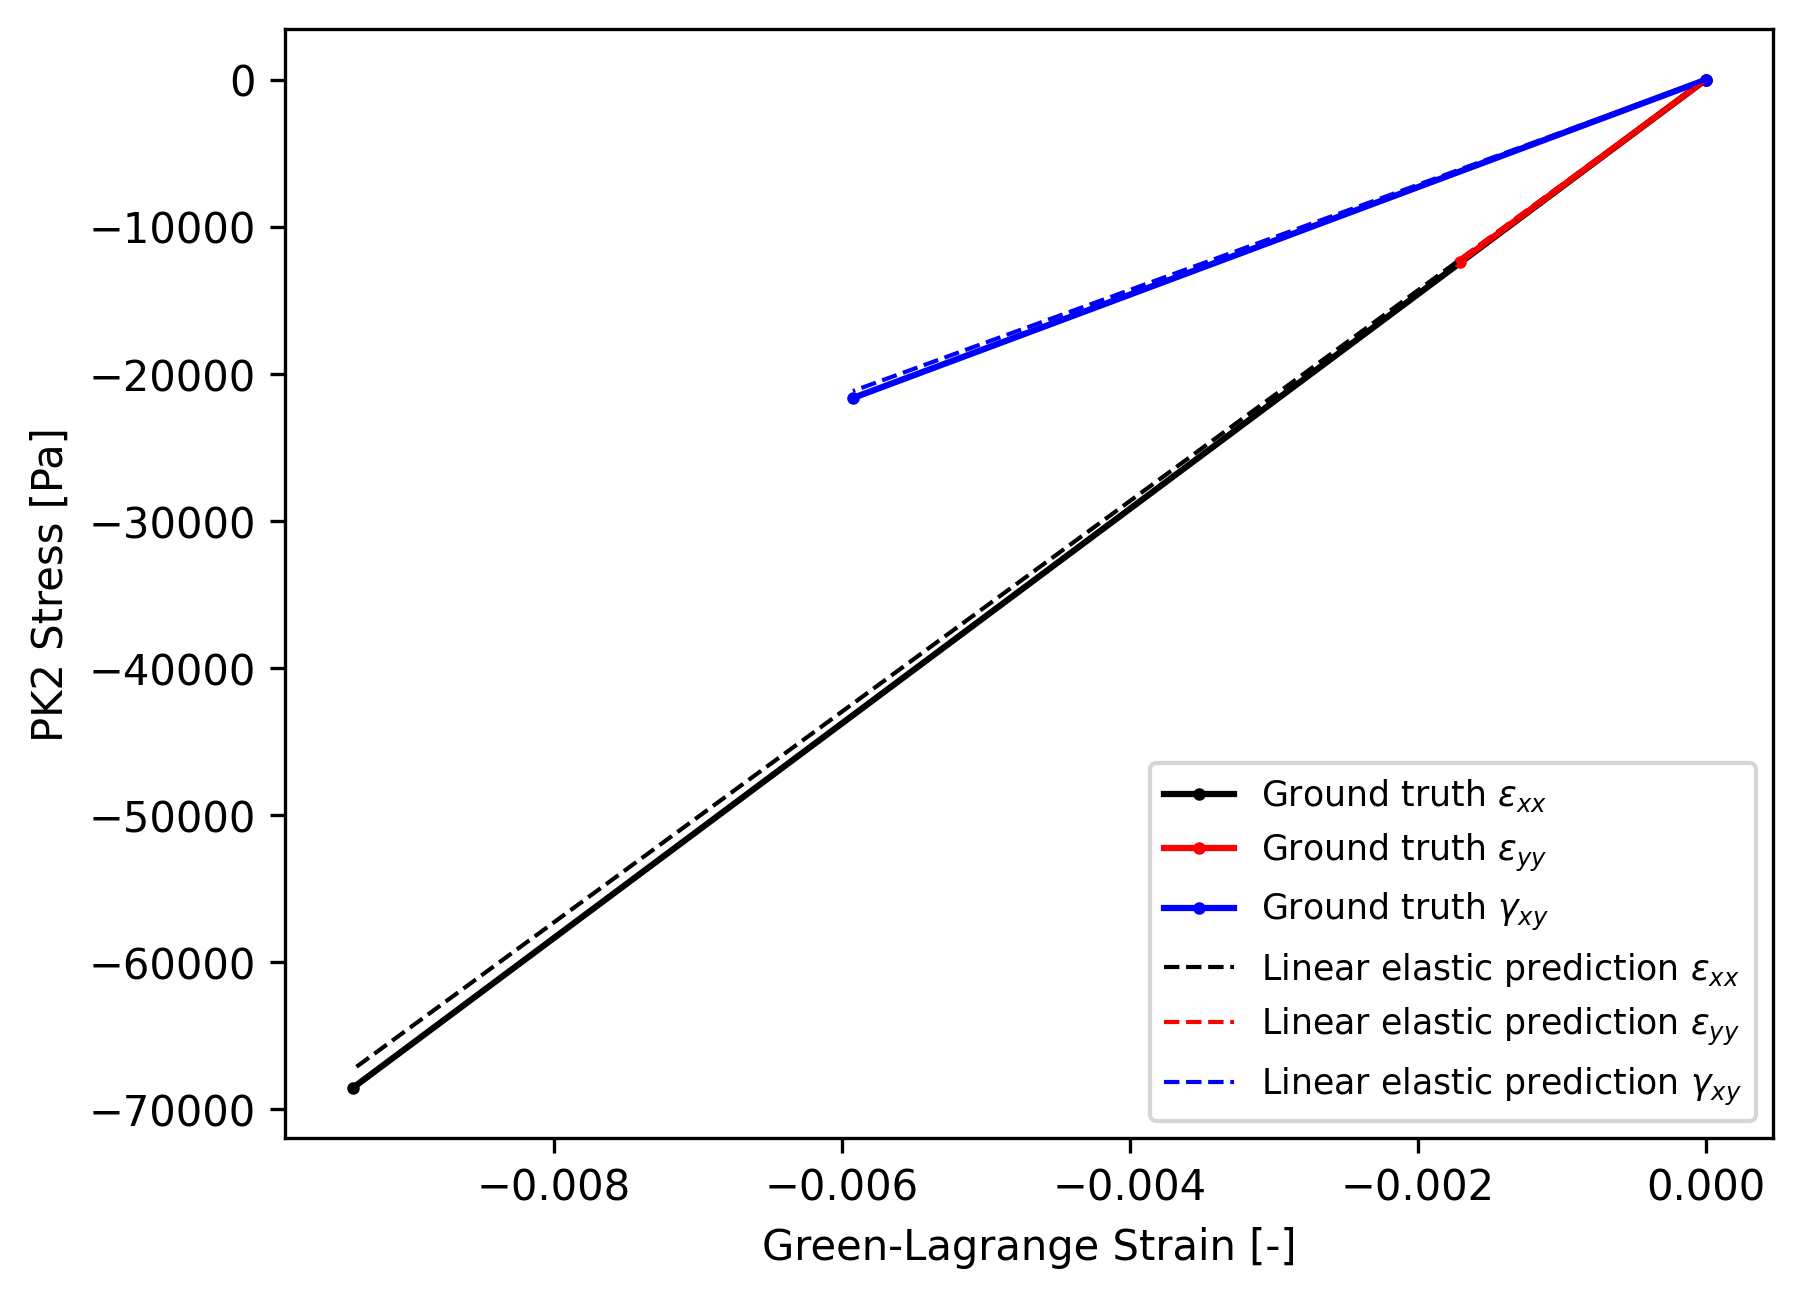 0
−10000
−20000
−30000
−40000
−50000
−60000
−70000
PK2 Stress [Pa]
−0.008
−0.006
−0.004
−0.002
0.000
Green-Lagrange Strain [-]
Ground truth εxx
Ground truth εyy
Ground truth γxy
Linear elastic prediction εxx
Linear elastic prediction εyy
Linear elastic prediction γxy